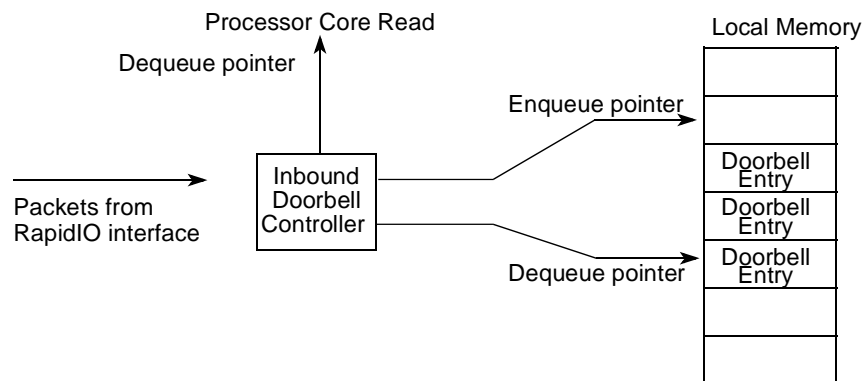 Processor Core Read
Local Memory
Dequeue pointer
Enqueue pointer
Inbound
Doorbell
Controller
Packets from
RapidIO interface
Dequeue pointer
Doorbell
Entry
Doorbell
Entry
Doorbell
Entry